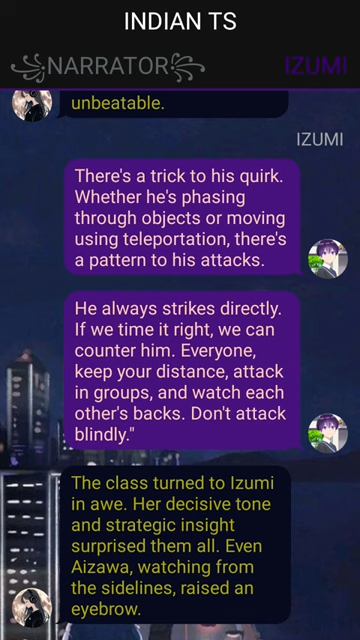 INDIAN TS
NARRATOR IZUMI
unbeatable.
IZUMI
There's a trick to his quirk.
Whether he's phasing
through objects or moving
using teleportation, there's
a pattern to his attacks.
He always strikes directly.
If we time it right, we can
counter him. Everyone,
keep your distance, attack
in groups, and watch each
other's backs. Don't attack
blindly."
The class turned to Izumi
in awe. Her decisive tone
and strategic insight
surprised them all. Even
Aizawa, watching from
the sidelines, raised an
eyebrow.